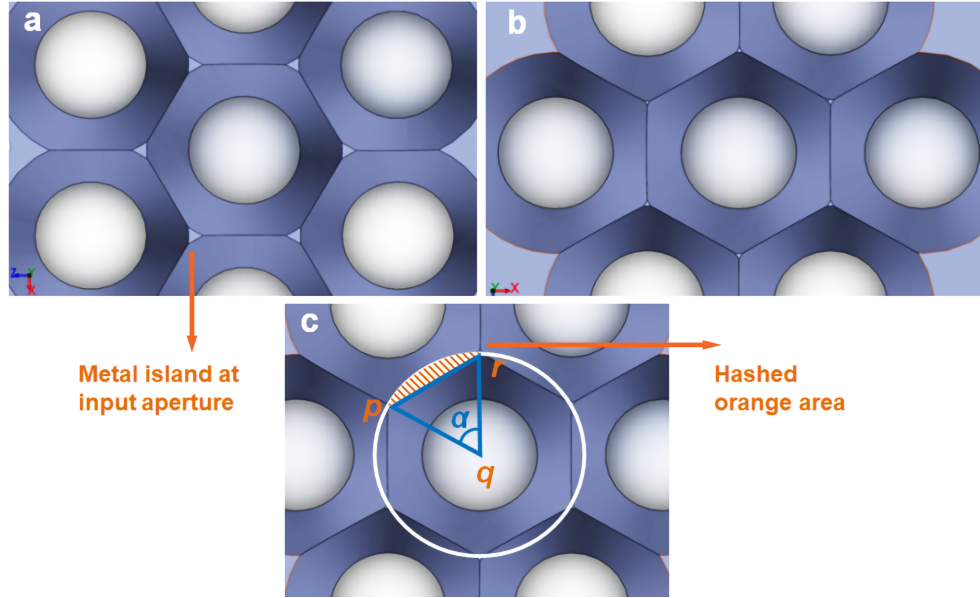 a
b
Z
Y
X
Y
X
c
Metal island at
input aperture
r
Hashed
orange area
p
α
q